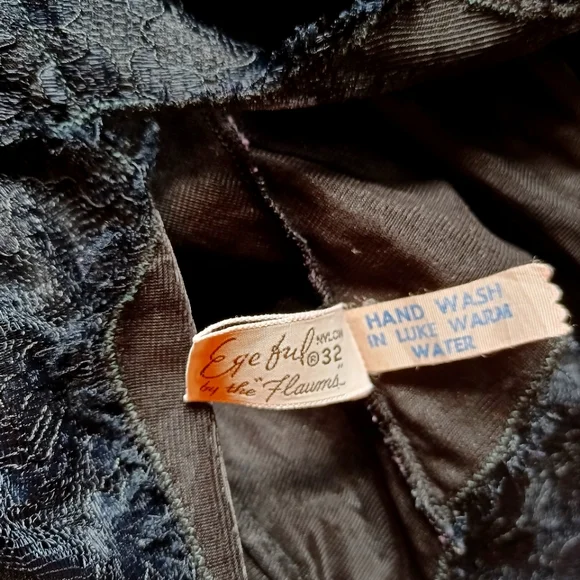 Eye ful® NYLON 32
by the "Flaums"
HAND WASH
IN LUKE WARM
WATER